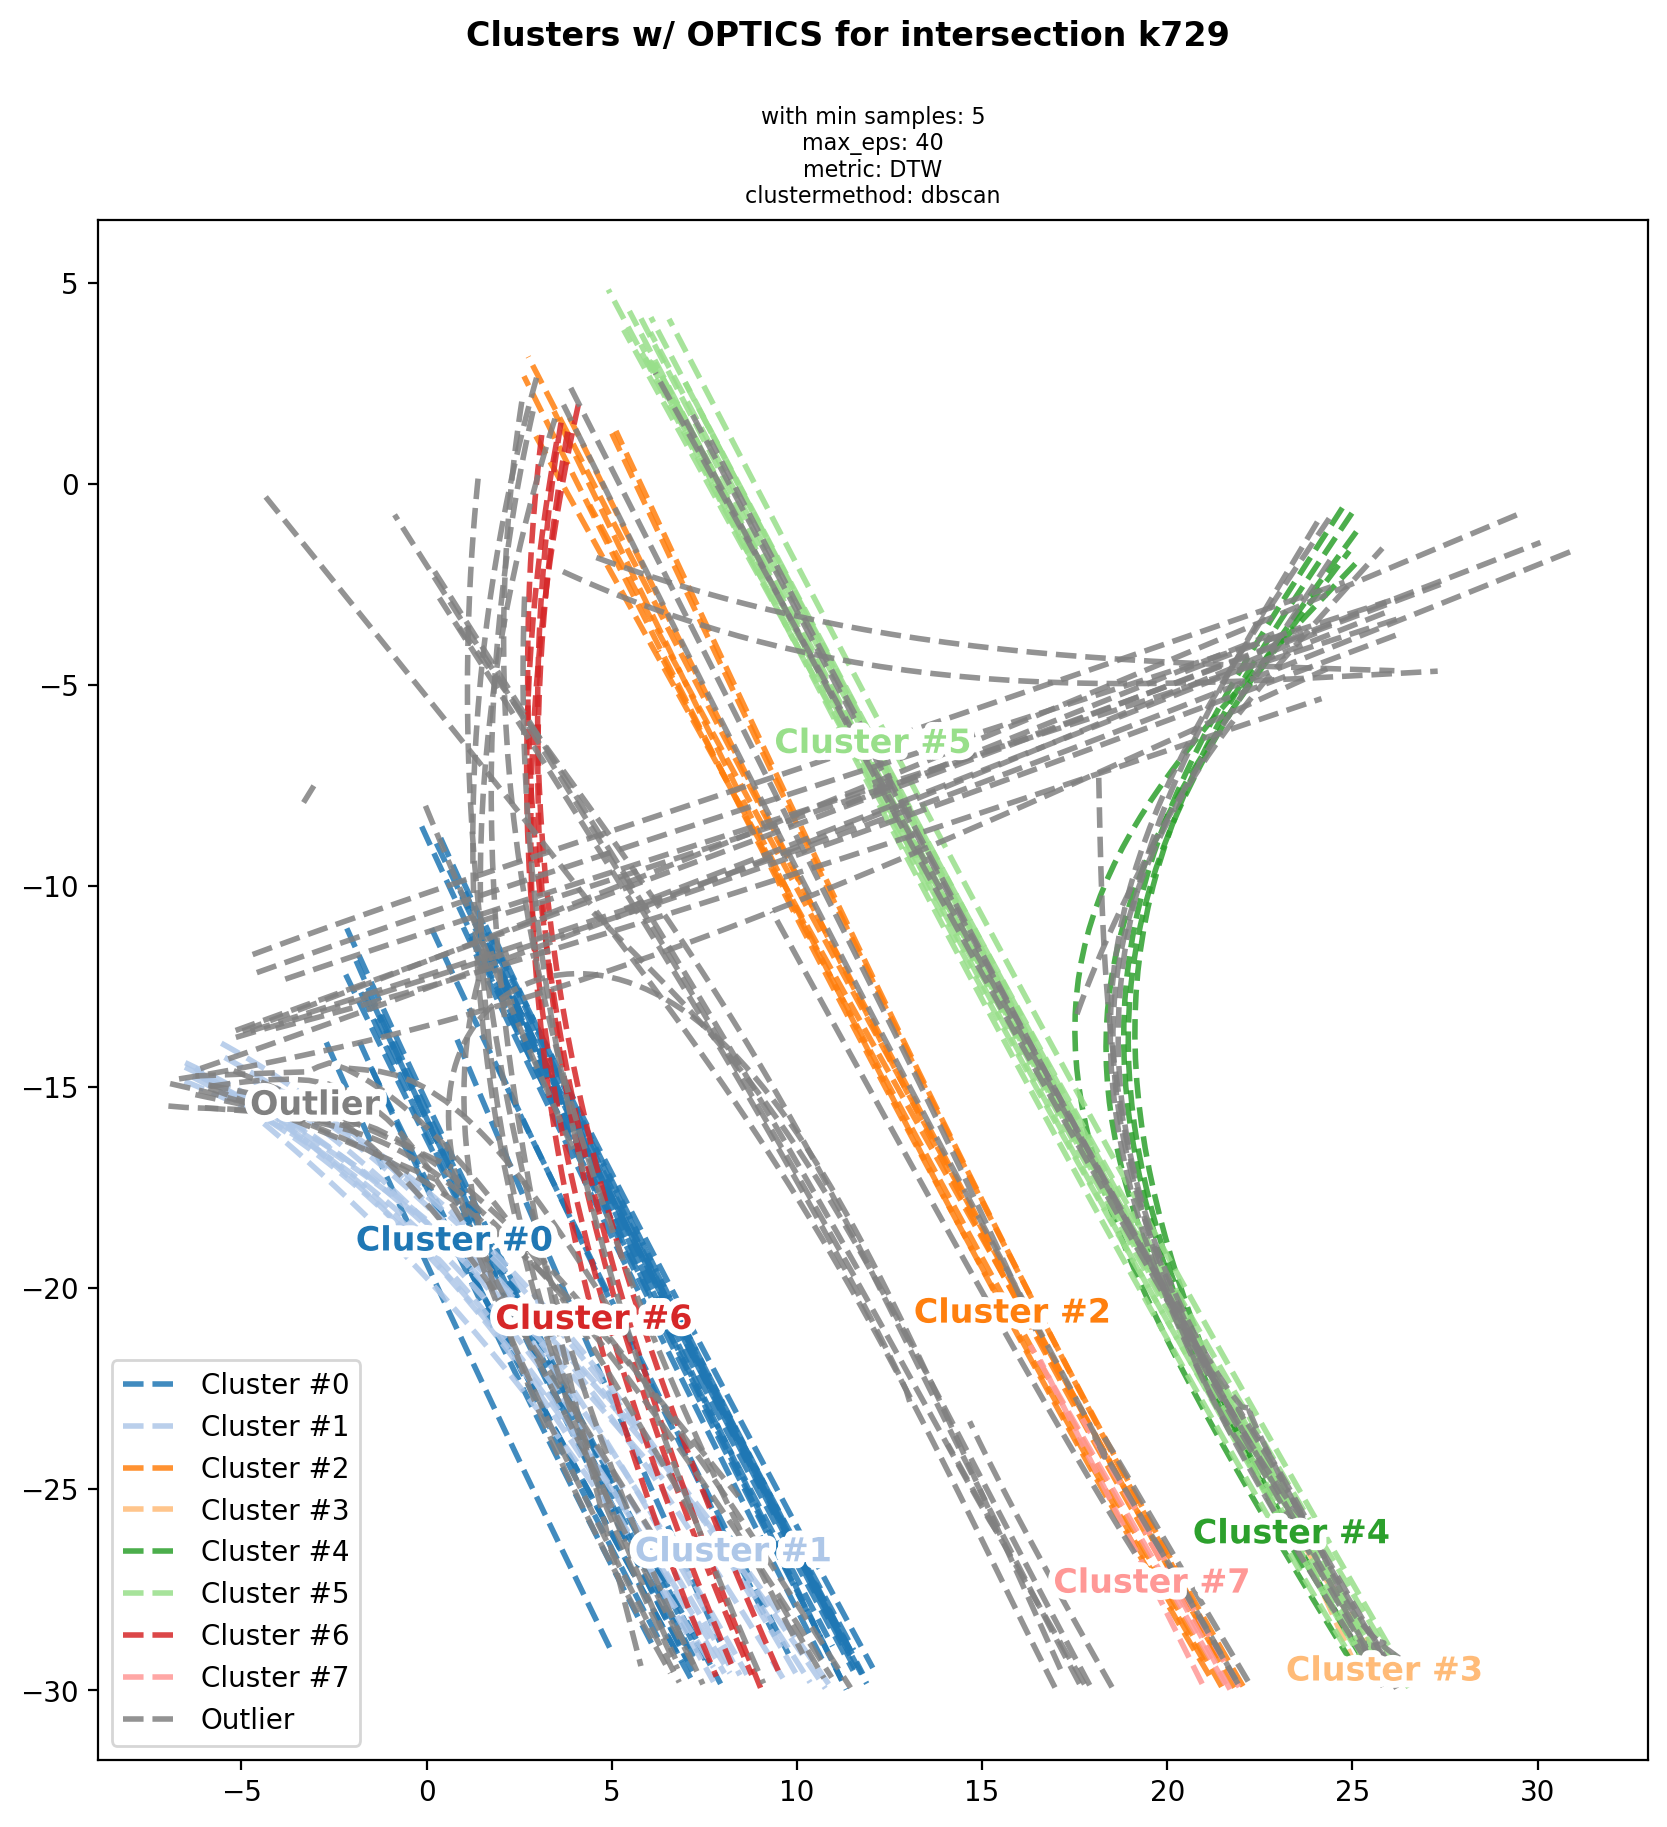 Clusters w/ OPTICS for intersection k729
with min samples: 5
max_eps: 40
metric: DTW
clustermethod: dbscan
5
0
−5
−10
−15
−20
−25
−30
Cluster #5
Outlier
Cluster #0
Cluster #6
Cluster #2
Cluster #4
Cluster #1
Cluster #7
Cluster #3
Cluster #0
Cluster #1
Cluster #2
Cluster #3
Cluster #4
Cluster #5
Cluster #6
Cluster #7
Outlier
−5 0 5 10 15 20 25 30